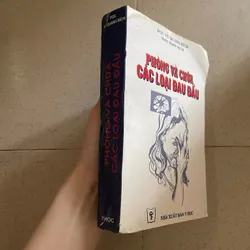 PHÒNG VÀ CHỮA
CÁC LOẠI ĐAU ĐẦU
NHÀ XUẤT BẢN Y HỌC
PHÒNG VÀ CHỮA
CÁC LOẠI ĐAU ĐẦU